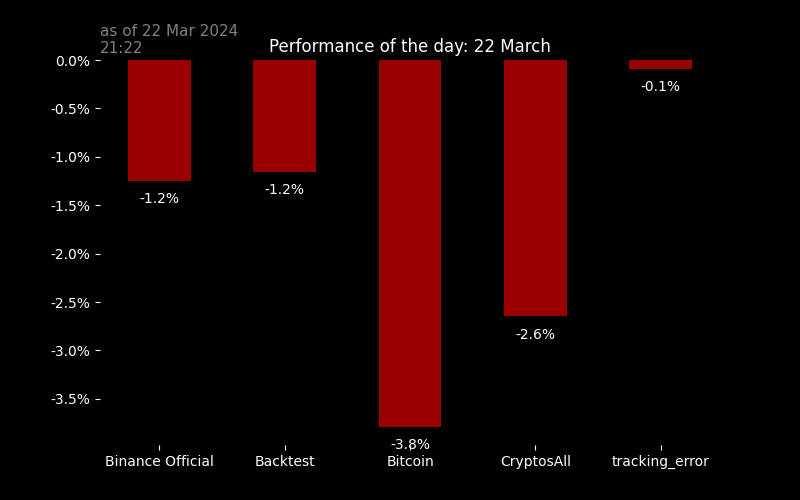 as of 22 Mar 2024
21:22
Performance of the day: 22 March
0.0%
-0.5%
-1.0%
-1.5%
-2.0%
-2.5%
-3.0%
-3.5%
-1.2%
-1.2%
-3.8%
-2.6%
-0.1%
Binance Official
Backtest
Bitcoin
CryptosAll
tracking_error